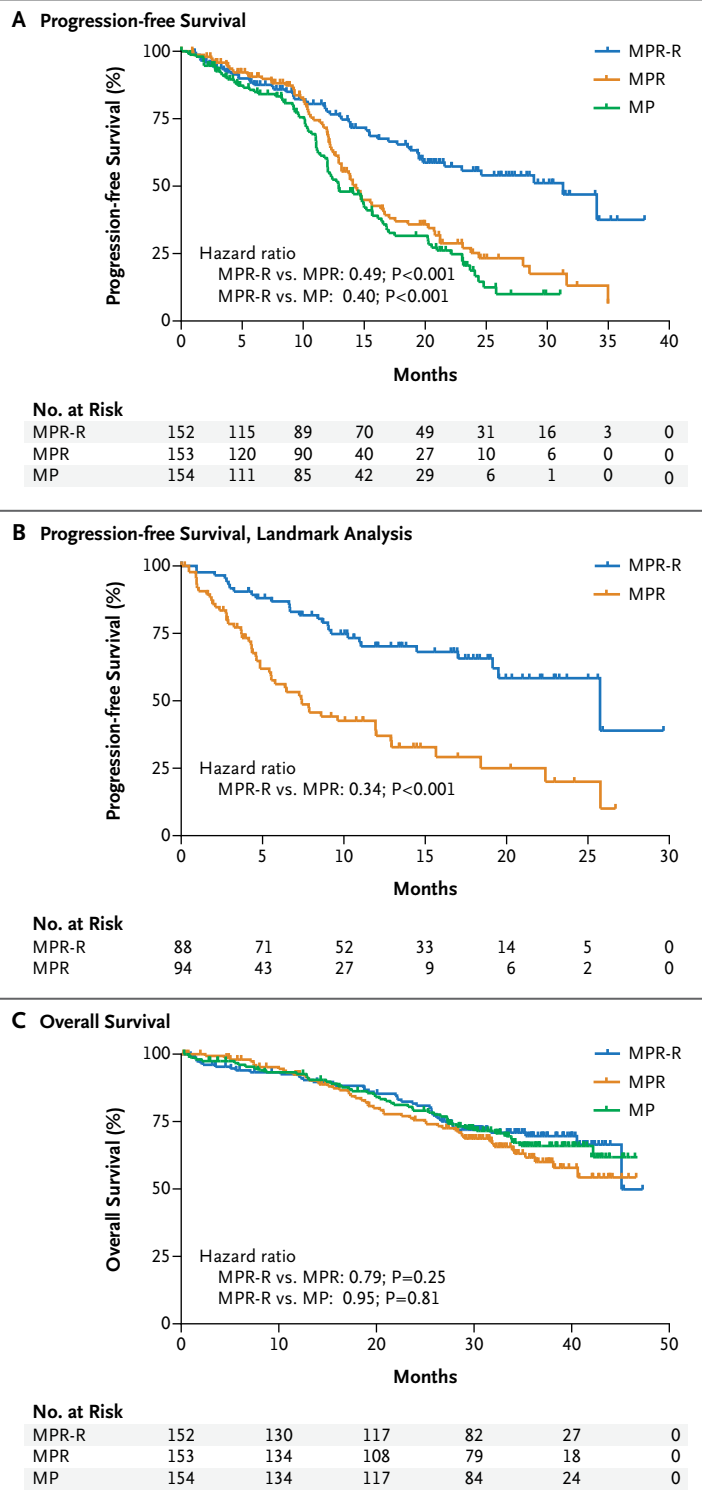 A Progression-free Survival
Progression-free Survival (%)
100
75
50
25
0
MPR-R
MPR
MP
Hazard ratio
MPR-R vs. MPR: 0.49; P<0.001
MPR-R vs. MP: 0.40; P<0.001
0 5 10 15 20 25 30 35 40
Months
No. at Risk
MPR-R 152 115 89 70 49 31 16 3 0
MPR 153 120 90 40 27 10 6 0 0
MP 154 111 85 42 29 6 1 0 0
B Progression-free Survival, Landmark Analysis
Progression-free Survival (%)
100
75
50
25
0
MPR-R
MPR
Hazard ratio
MPR-R vs. MPR: 0.34; P<0.001
0 5 10 15 20 25 30
Months
No. at Risk
MPR-R 88 71 52 33 14 5 0
MPR 94 43 27 9 6 2 0
C Overall Survival
Overall Survival (%)
100
75
50
25
0
MPR-R
MPR
MP
Hazard ratio
MPR-R vs. MPR: 0.79; P=0.25
MPR-R vs. MP: 0.95; P=0.81
0 10 20 30 40 50
Months
No. at Risk
MPR-R 152 130 117 82 27 0
MPR 153 134 108 79 18 0
MP 154 134 117 84 24 0